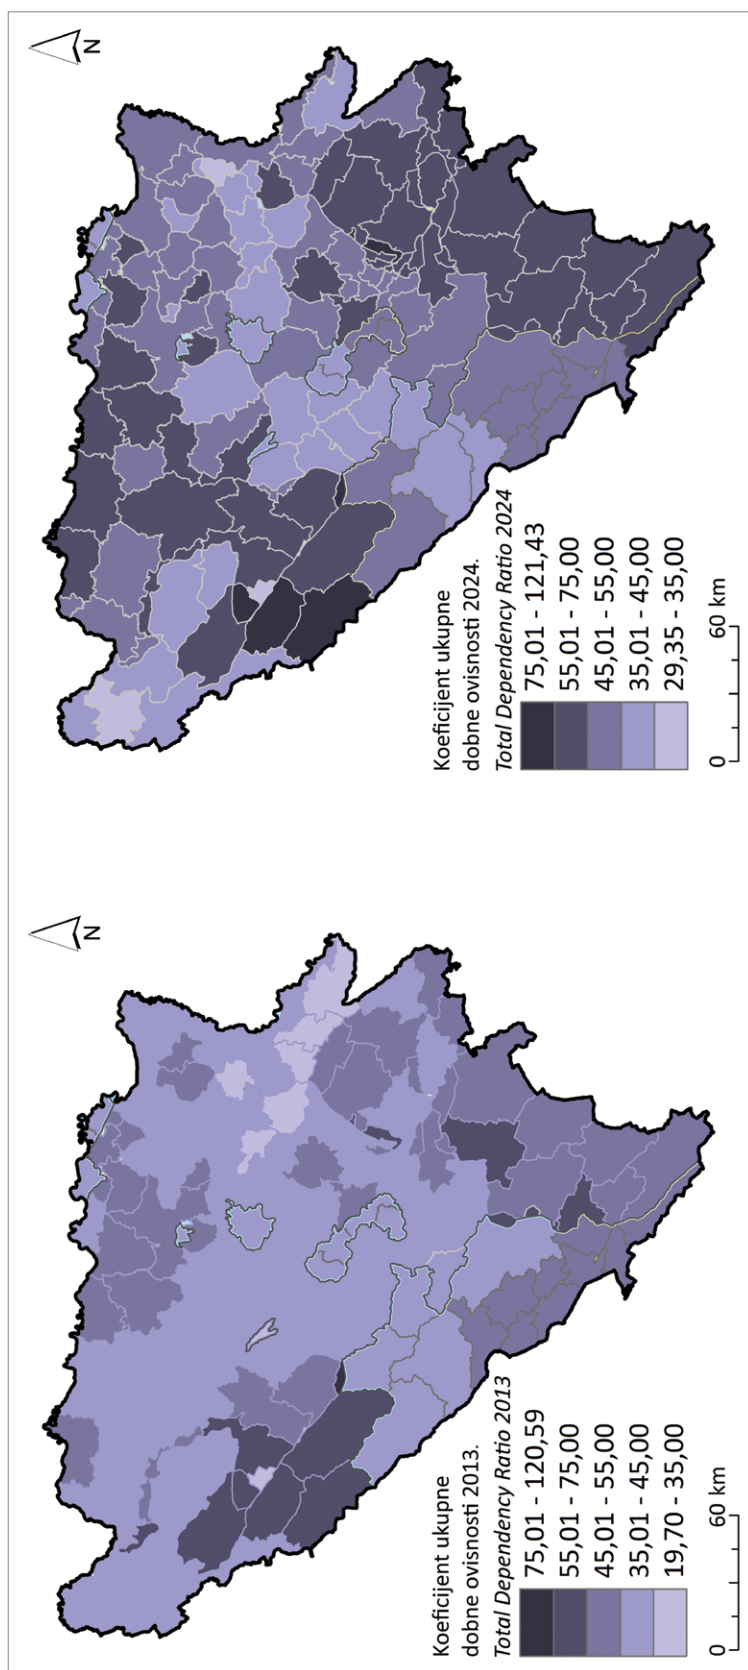 N
Koeficijent ukupne
dobne ovisnosti 2013.
Total Dependency Ratio 2013
75,01 - 120,59
55,01 - 75,00
45,01 - 55,00
35,01 - 45,00
19,70 - 35,00
0 60 km
N
Koeficijent ukupne
dobne ovisnosti 2024.
Total Dependency Ratio 2024
75,01 - 121,43
55,01 - 75,00
45,01 - 55,00
35,01 - 45,00
29,35 - 35,00
0 60 km